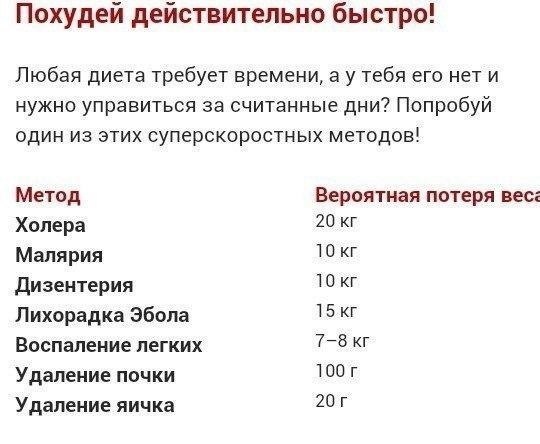 Похудей действительно быстро!
Любая диета требует времени, а у тебя его нет и
нужно управиться за считанные дни? Попробуй
один из этих суперскоростных методов!
Метод Вероятная потеря веса
Холера 20 кг
Малярия 10 кг
Дизентерия 10 кг
Лихорадка Эбола 15 кг
Воспаление легких 7–8 кг
Удаление почки 100 г
Удаление яичка 20 г